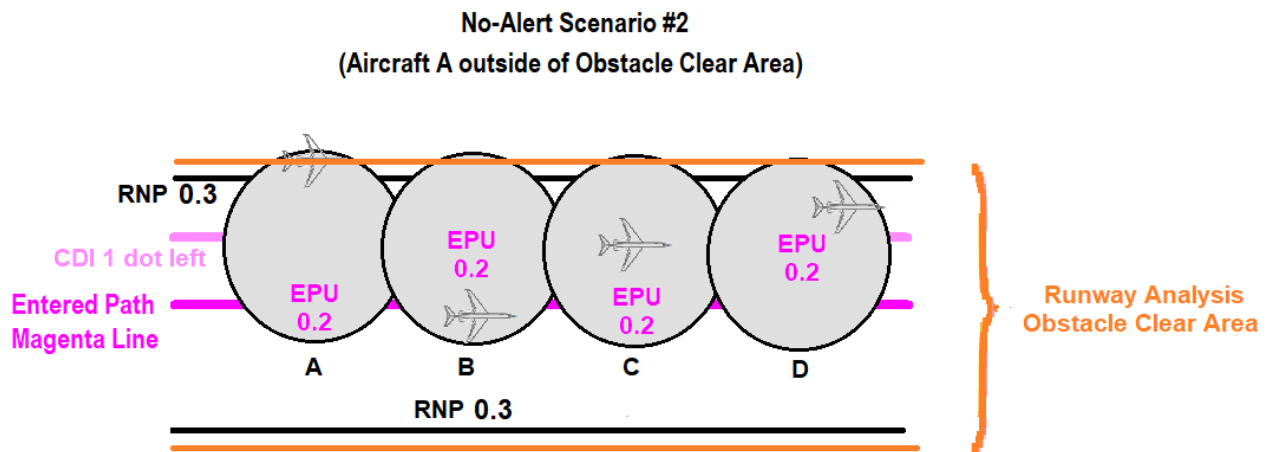 No-Alert Scenario #2
(Aircraft A outside of Obstacle Clear Area)
RNP 0.3
CDI 1 dot left
Entered Path
Magenta Line
EPU
0.2
EPU
0.2
EPU
0.2
EPU
0.2
A
B
C
D
RNP 0.3
Runway Analysis
Obstacle Clear Area